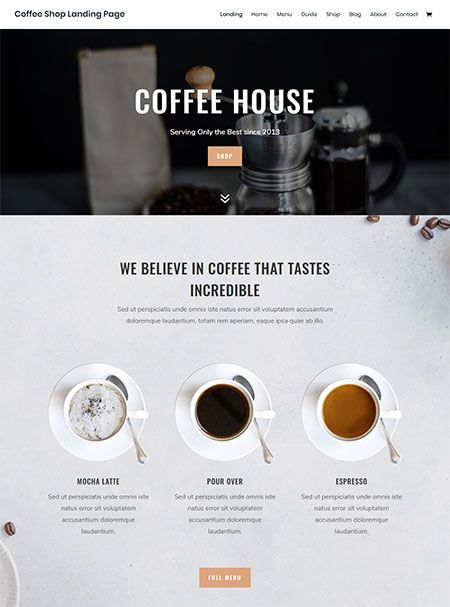 Coffee Shop Landing Page
Landing Home Menu Guide Shop Blog About Contact
COFFEE HOUSE
Serving Only the Best since 2013
SHOP
WE BELIEVE IN COFFEE THAT TASTES
INCREDIBLE
Sed ut perspiciatis unde omnis iste natus error sit voluptatem accusantium
doloremque laudantium, totam rem aperiam, eaque ipsa quae ab illo.
MOCHA LATTE
Sed ut perspiciatis unde omnis iste
natus error sit voluptatem
accusantium doloremque
laudantium.
POUR OVER
Sed ut perspiciatis unde omnis iste
natus error sit voluptatem
accusantium doloremque
laudantium.
ESPRESSO
Sed ut perspiciatis unde omnis iste
natus error sit voluptatem
accusantium doloremque
laudantium.
FULL MENU